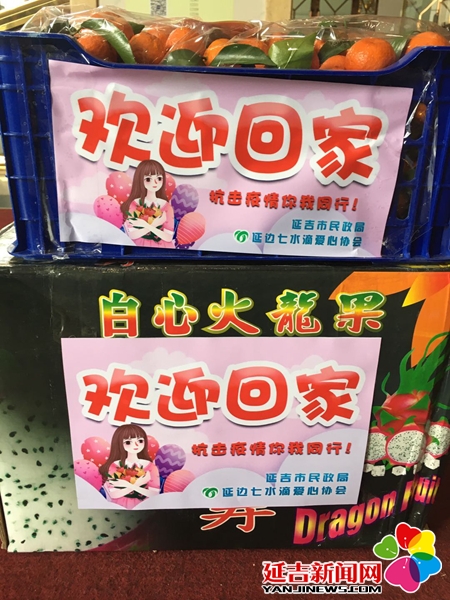 欢迎回家
抗击疫情你我同行！
延吉市民政局
延边七水滴爱心协会
白心火龍果
欢迎回家
抗击疫情你我同行！
延吉市民政局
延边七水滴爱心协会
Dragon
延吉新闻网
YANJINEWS.COM